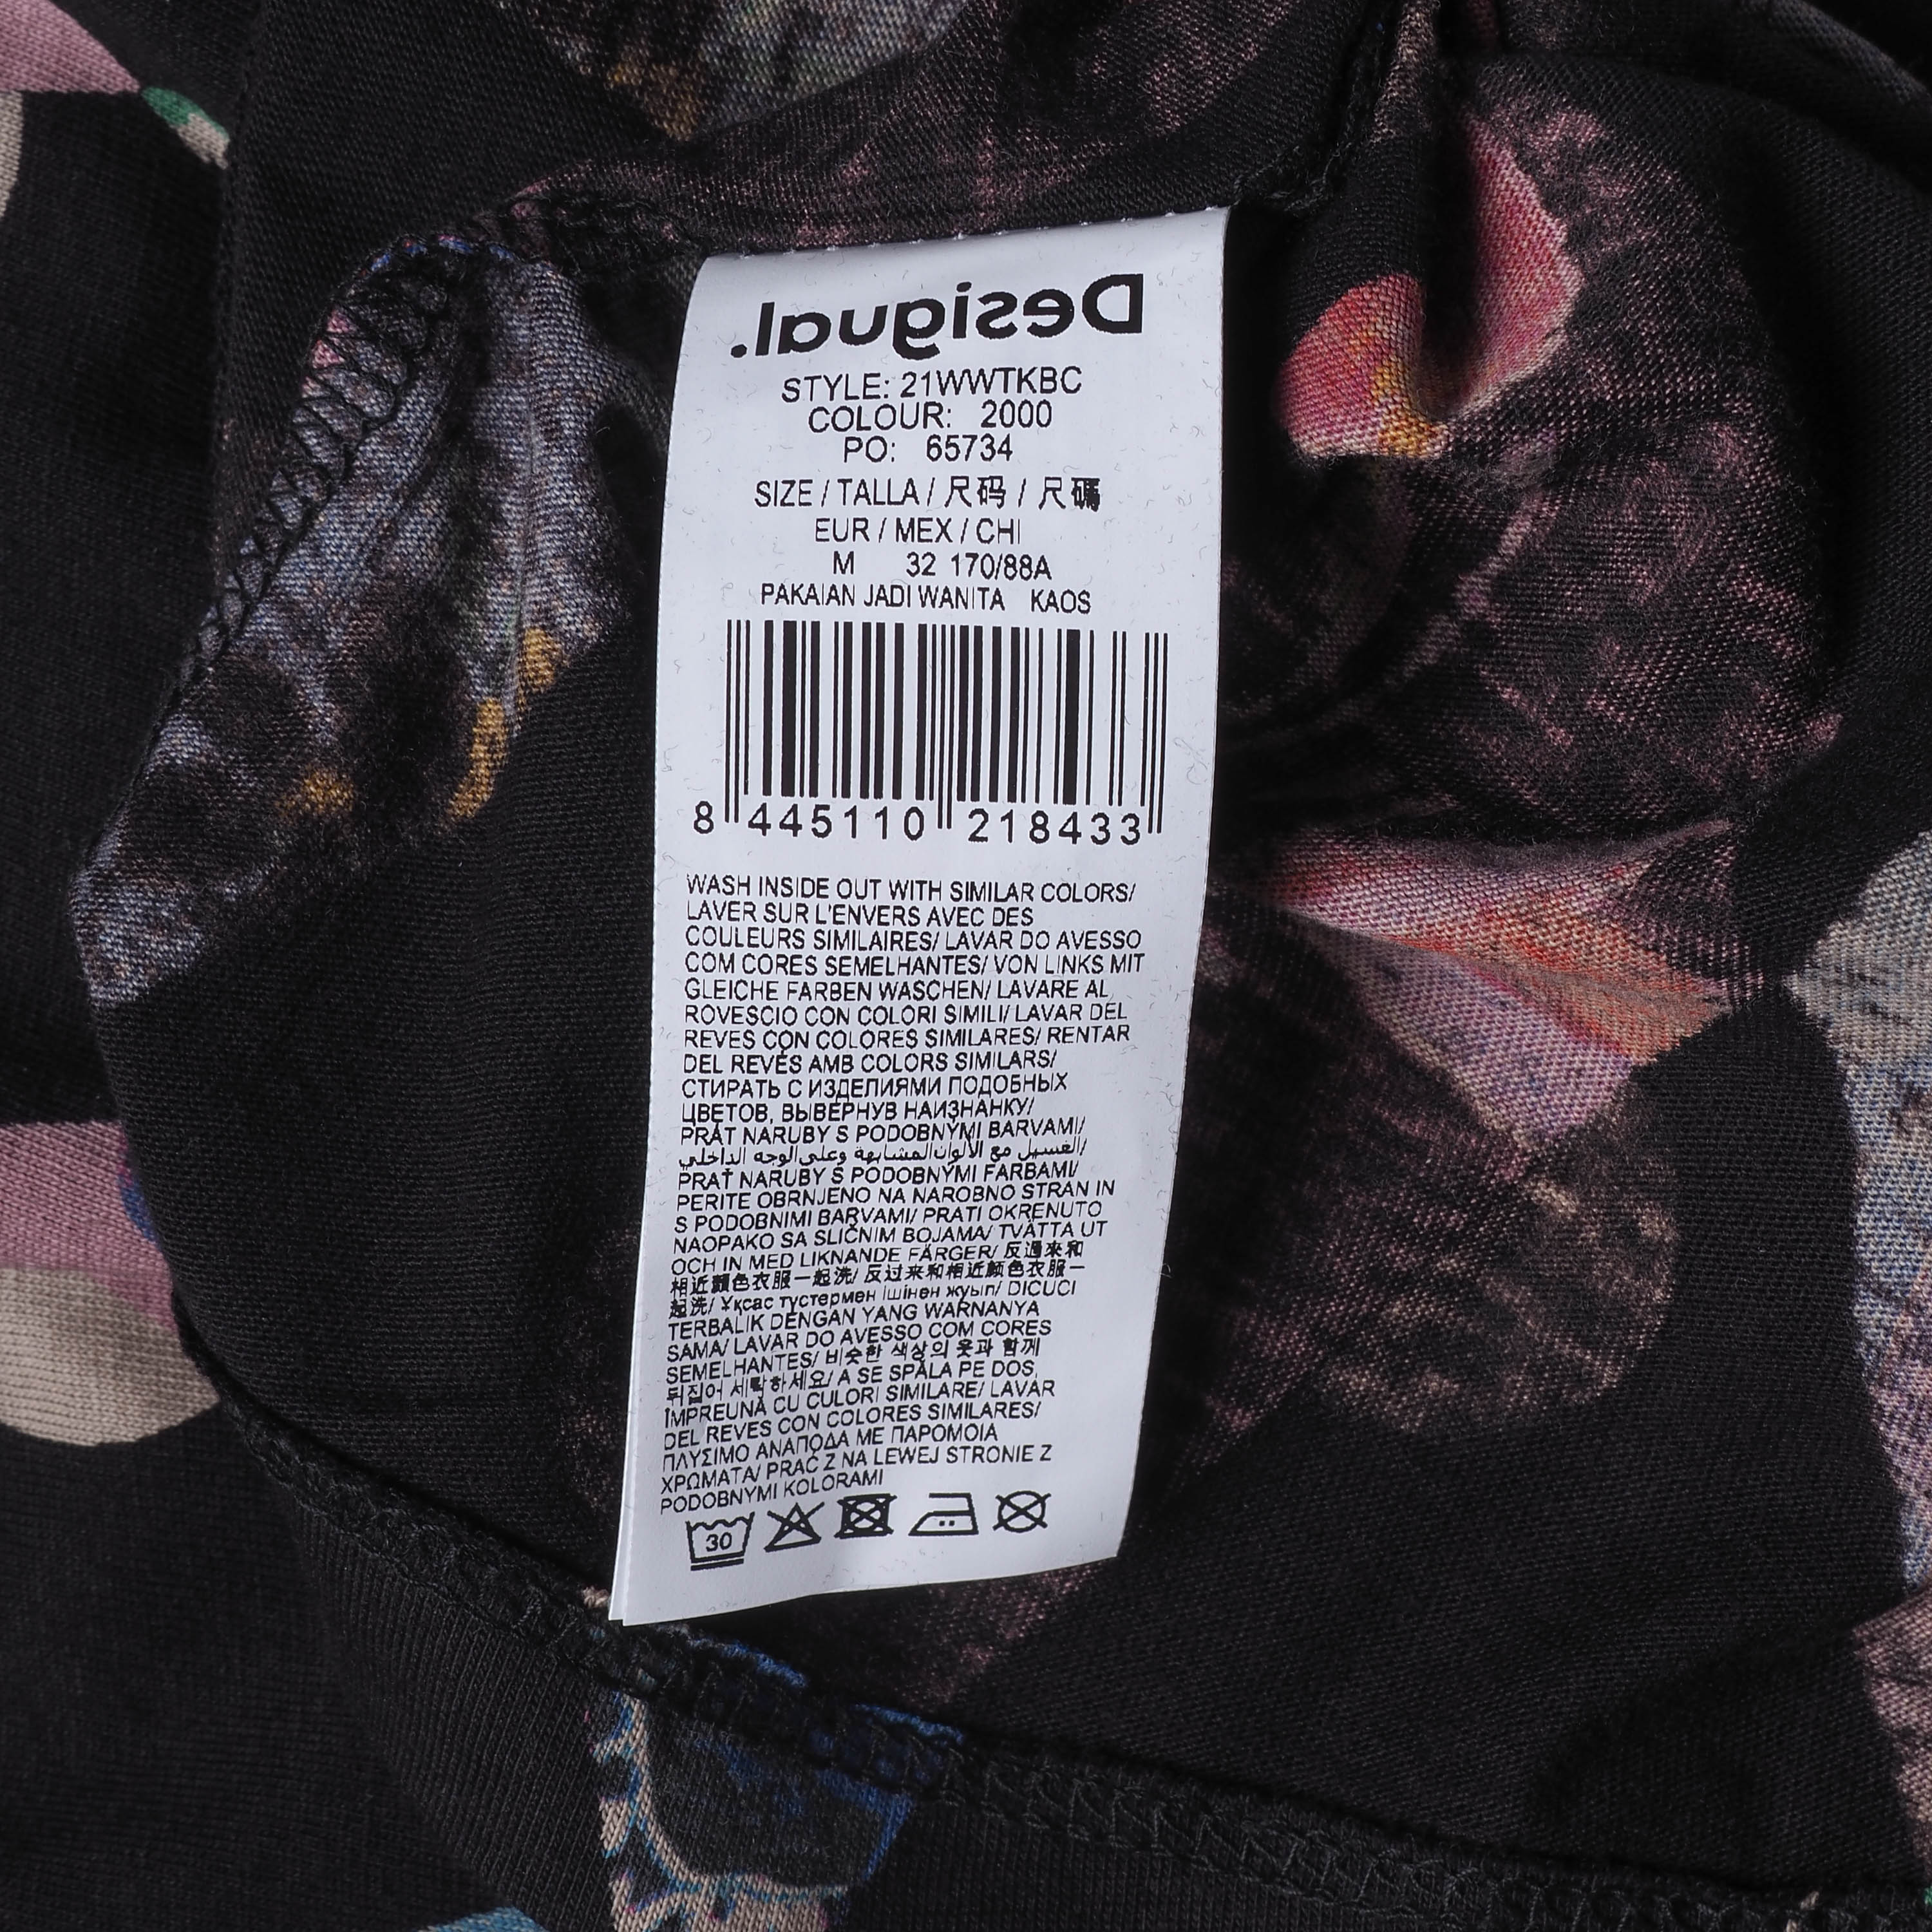 Desigual.
STYLE: 21WWTKBC
COLOUR: 2000
PO: 65734
SIZE / TALLA / 尺码 / 尺碼
EUR / MEX / CHI
M 32 170/88A
PAKAIAN JADI WANITA KAOS
8 445110 218433
WASH INSIDE OUT WITH SIMILAR COLORS/
LAVER SUR L'ENVERS AVEC DES
COULEURS SIMILAIRES/ LAVAR DO AVESSO
COM CORES SEMELHANTES/ VON LINKS MIT
GLEICHE FARBEN WASCHEN/ LAVARE AL
ROVESCIO CON COLORI SIMILI/ LAVAR DEL
REVES CON COLORES SIMILARES/ RENTAR
DEL REVÉS AMB COLORS SIMILARS/
СТИРАТЬ С ИЗДЕЛИЯМИ ПОДОБНЫХ
ЦВЕТОВ, ВЫВЕРНУВ НАИЗНАНКУ/
PRÁT NARUBY S PODOBNÝMI BARVAMI/
الغسيل مع الألوان المشابهة وعلى الوجه الداخلي/
PRAŤ NARUBY S PODOBNÝMI FARBAMI/
PERITE OBRNJENO NA NAROBNO STRAN IN
S PODOBNIMI BARVAMI/ PRATI OKRENUTO
NAOPAKO SA SLIČNIM BOJAMA/ TVÄTTA UT
OCH IN MED LIKNANDE FÄRGER/ 反過來和
相近顏色衣服一起洗/ 反过来和相近颜色衣服一
起洗/ Ұқсас түстермен ішінен жуып/ DICUCI
TERBALIK DENGAN YANG WARNANYA
SAMA/ LAVAR DO AVESSO COM CORES
SEMELHANTES/ 비슷한 색상의 옷과 함께
뒤집어 세탁하세요/ A SE SPĂLA PE DOS,
ÎMPREUNĂ CU CULORI SIMILARE/ LAVAR
DEL REVES CON COLORES SIMILARES/
ΠΛΥΣΙΜΟ ΑΝΑΠΟΔΑ ΜΕ ΠΑΡΟΜΟΙΑ
ΧΡΩΜΑΤΑ/ PRAĆ Z NA LEWEJ STRONIE Z
PODOBNYMI KOLORAMI
30